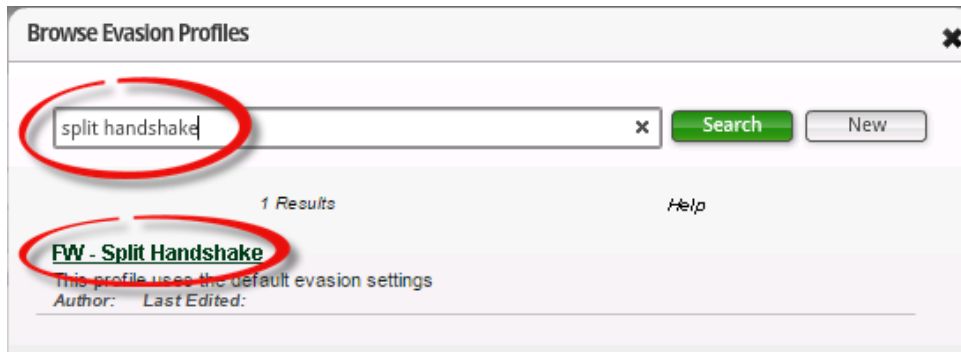 Browse Evasion Profiles
split handshake Search New
1 Results Help
FW - Split Handshake
This profile uses the default evasion settings
Author: Last Edited: